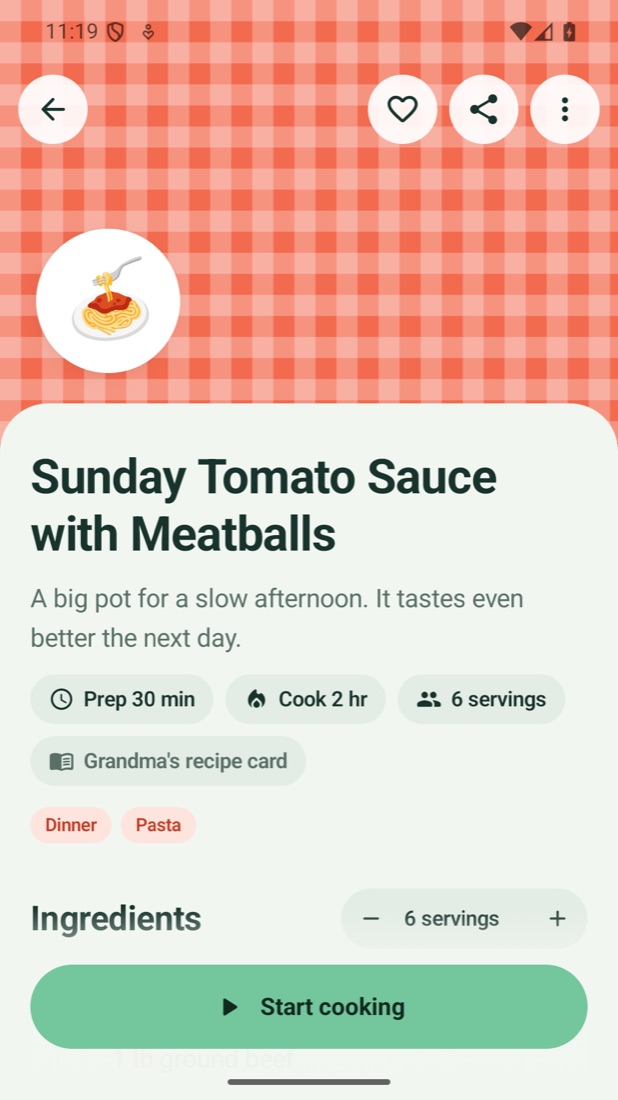 11:19
Sunday Tomato Sauce
with Meatballs
A big pot for a slow afternoon. It tastes even
better the next day.
Prep 30 min
Cook 2 hr
6 servings
Grandma's recipe card
Dinner
Pasta
Ingredients
6 servings
Start cooking
1 lb ground beef